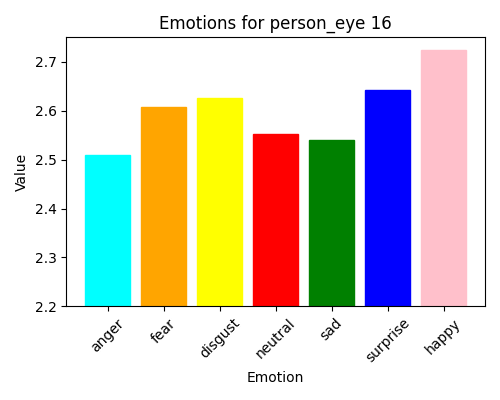 Emotions for person_eye 16
2.7
2.6
2.5
2.4
2.3
2.2
Value
anger fear disgust neutral sad surprise happy
Emotion